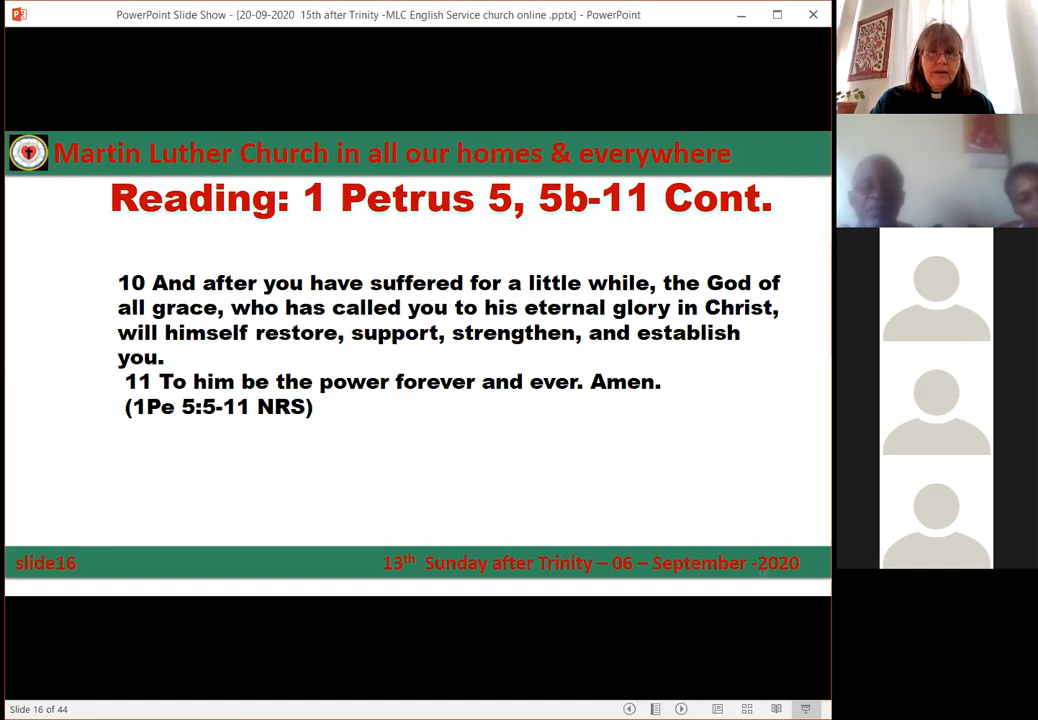 PowerPoint Slide Show - [20-09-2020 15th after Trinity -MLC English Service church online .pptx] - PowerPoint
Martin Luther Church in all our homes & everywhere
Reading: 1 Petrus 5, 5b-11 Cont.
10 And after you have suffered for a little while, the God of
all grace, who has called you to his eternal glory in Christ,
will himself restore, support, strengthen, and establish
you.
11 To him be the power forever and ever. Amen.
(1Pe 5:5-11 NRS)
slide16
13th Sunday after Trinity – 06 – September -2020
Slide 16 of 44